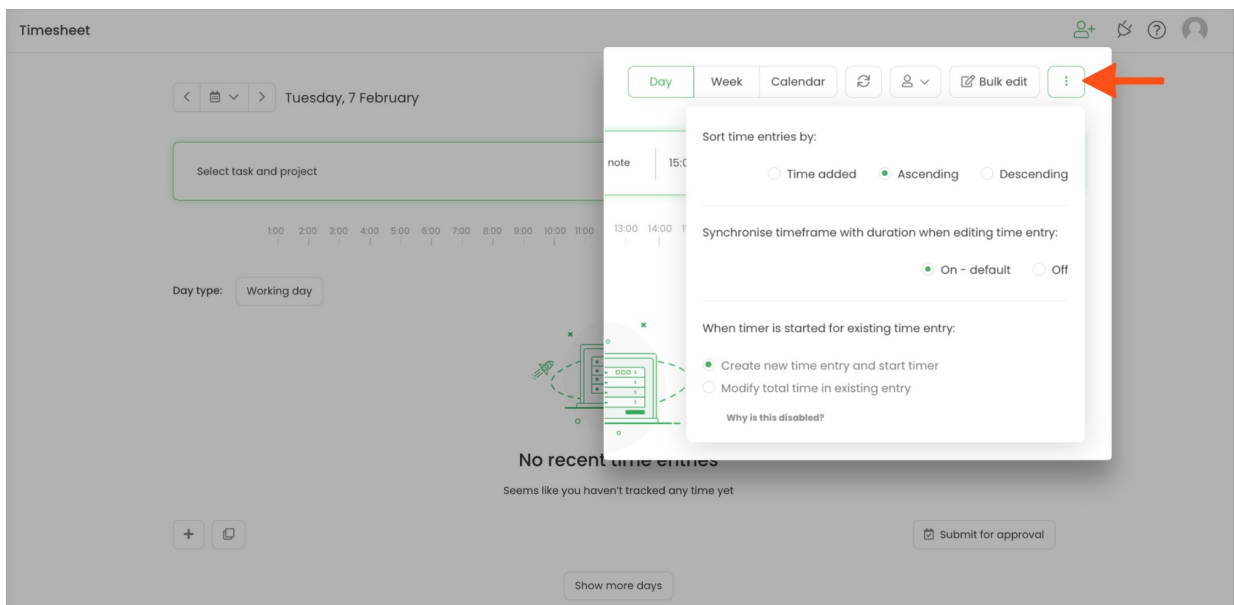 Timesheet
Tuesday, 7 February
Day
Week
Calendar
Bulk edit
Select task and project
note
Sort time entries by:
Time added
Ascending
Descending
1:00 2:00 3:00 4:00 5:00 6:00 7:00 8:00 9:00 10:00 11:00
13:00 14:00
Synchronise timeframe with duration when editing time entry:
On - default
Off
Day type:
Working day
When timer is started for existing time entry:
Create new time entry and start timer
Modify total time in existing entry
Why is this disabled?
No recent time entries
Seems like you haven't tracked any time yet
Submit for approval
Show more days